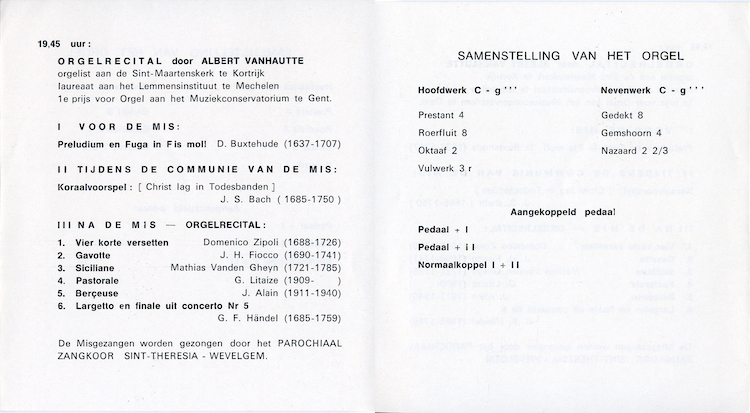 19,45 uur :
ORGELRECITAL door ALBERT VANHAUTTE
orgelist aan de Sint-Maartenskerk te Kortrijk
laureaat aan het Lemmensinstituut te Mechelen
1e prijs voor Orgel aan het Muziekconservatorium te Gent.
I VOOR DE MIS:
Preludium en Fuga in Fis mol! D. Buxtehude (1637-1707)
II TIJDENS DE COMMUNIE VAN DE MIS:
Koraalvoorspel : [ Christ lag in Todesbanden ]
J. S. Bach ( 1685-1750 )
III NA DE MIS — ORGELRECITAL:
1. Vier korte versetten Domenico Zipoli (1688-1726)
2. Gavotte J. H. Fiocco (1690-1741)
3. Siciliane Mathias Vanden Gheyn (1721-1785)
4. Pastorale G. Litaize (1909- )
5. Berçeuse J. Alain (1911-1940)
6. Largetto en finale uit concerto Nr 5
G. F. Händel (1685-1759)
De Misgezangen worden gezongen door het PAROCHIAAL
ZANGKOOR SINT-THERESIA - WEVELGEM.
SAMENSTELLING VAN HET ORGEL
Hoofdwerk C - g''' Nevenwerk C - g'''
Prestant 4 Gedekt 8
Roerfluit 8 Gemshoorn 4
Oktaaf 2 Nazaard 2 2/3
Vulwerk 3 r
Aangekoppeld pedaal
Pedaal + I
Pedaal + iI
Normaalkoppel I + II